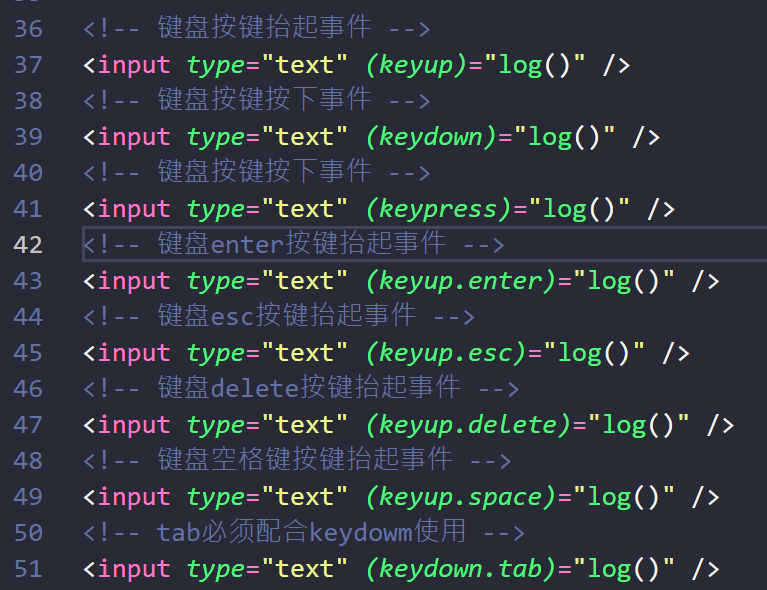 36 <!-- 键盘按键抬起事件 -->
37 <input type="text" (keyup)="log()" />
38 <!-- 键盘按键按下事件 -->
39 <input type="text" (keydown)="log()" />
40 <!-- 键盘按键按下事件 -->
41 <input type="text" (keypress)="log()" />
42 <!-- 键盘enter按键抬起事件 -->
43 <input type="text" (keyup.enter)="log()" />
44 <!-- 键盘esc按键抬起事件 -->
45 <input type="text" (keyup.esc)="log()" />
46 <!-- 键盘delete按键抬起事件 -->
47 <input type="text" (keyup.delete)="log()" />
48 <!-- 键盘空格键按键抬起事件 -->
49 <input type="text" (keyup.space)="log()" />
50 <!-- tab必须配合keydowm使用 -->
51 <input type="text" (keydown.tab)="log()" />